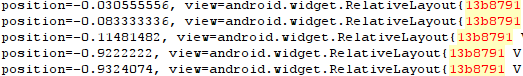 position=-0.030555556, view=android.widget.RelativeLayout{13b8791
position=-0.083333336, view=android.widget.RelativeLayout{13b8791
position=-0.11481482, view=android.widget.RelativeLayout{13b8791 V
position=-0.9222222, view=android.widget.RelativeLayout{13b8791 V
position=-0.9324074, view=android.widget.RelativeLayout{13b8791 V